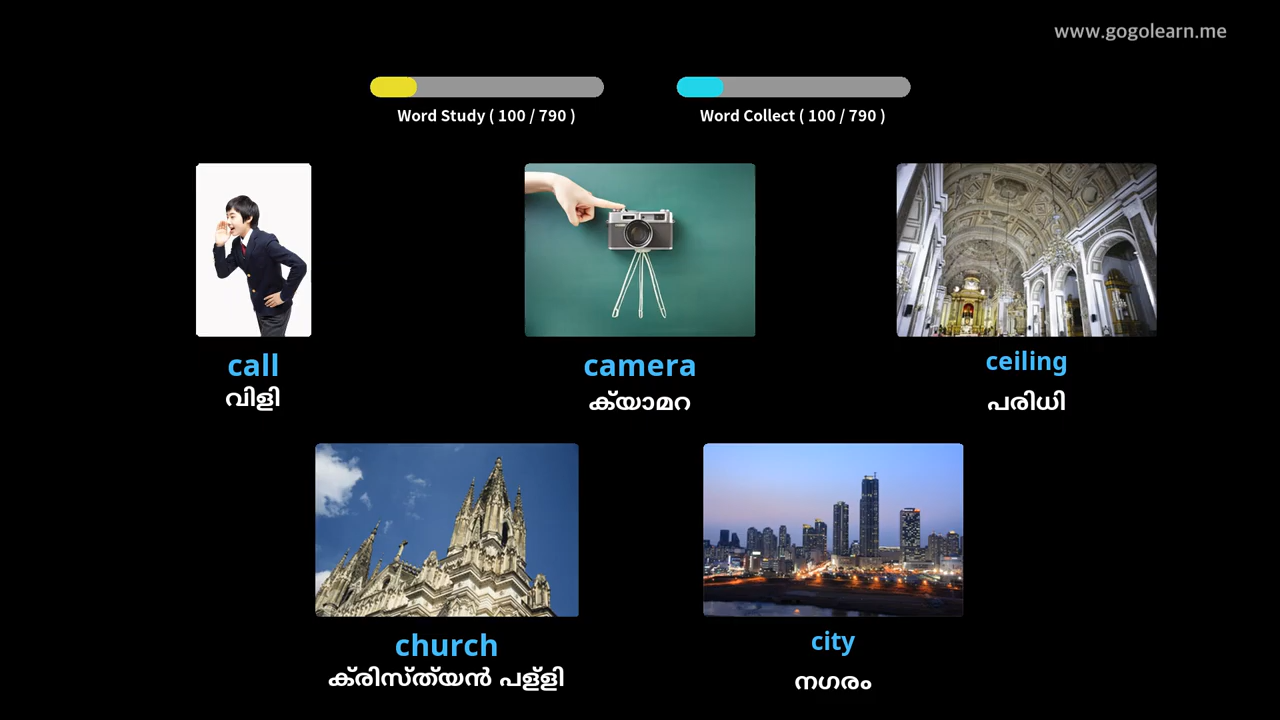 www.gogolearn.me
Word Study ( 100 / 790 )
Word Collect ( 100 / 790 )
call
വിളി
camera
ക്യാമറ
ceiling
പരിധി
church
ക്രിസ്ത്യൻ പള്ളി
city
നഗരം